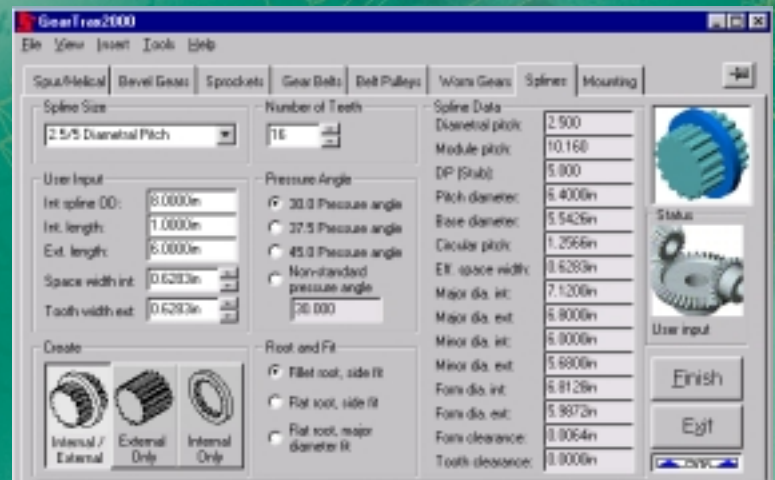 GearTrax2000
File View Insert Tools Help
Spur/Helical Bevel Gears Sprockets Gear Belts Belt Pulleys Worm Gears Splines Mounting
Spline Size
2.5/5 Diametral Pitch
Number of Teeth
16
User Input
Int spline OD: 8.0000in
Int. length: 1.0000in
Ext. length: 6.0000in
Space width int: 0.6283in
Tooth width ext: 0.6283in
Pressure Angle
30.0 Pressure angle
37.5 Pressure angle
45.0 Pressure angle
Non-standard
pressure angle
30.000
Create
Internal /
External
External
Only
Internal
Only
Root and Fit
Fillet root, side fit
Flat root, side fit
Flat root, major
diameter fit
Spline Data
Diametral pitch: 2.500
Module pitch: 10.160
DP (Stub): 5.000
Pitch diameter: 6.4000in
Base diameter: 5.5426in
Circular pitch: 1.2566in
Eff. space width: 0.6283in
Major dia. int: 7.1200in
Major dia. ext: 6.8000in
Minor dia. int: 6.0000in
Minor dia. ext: 5.6800in
Form dia. int: 6.8128in
Form dia. ext: 5.9872in
Form clearance: 0.0064in
Tooth clearance: 0.0000in
Status
User input
Finish
Exit